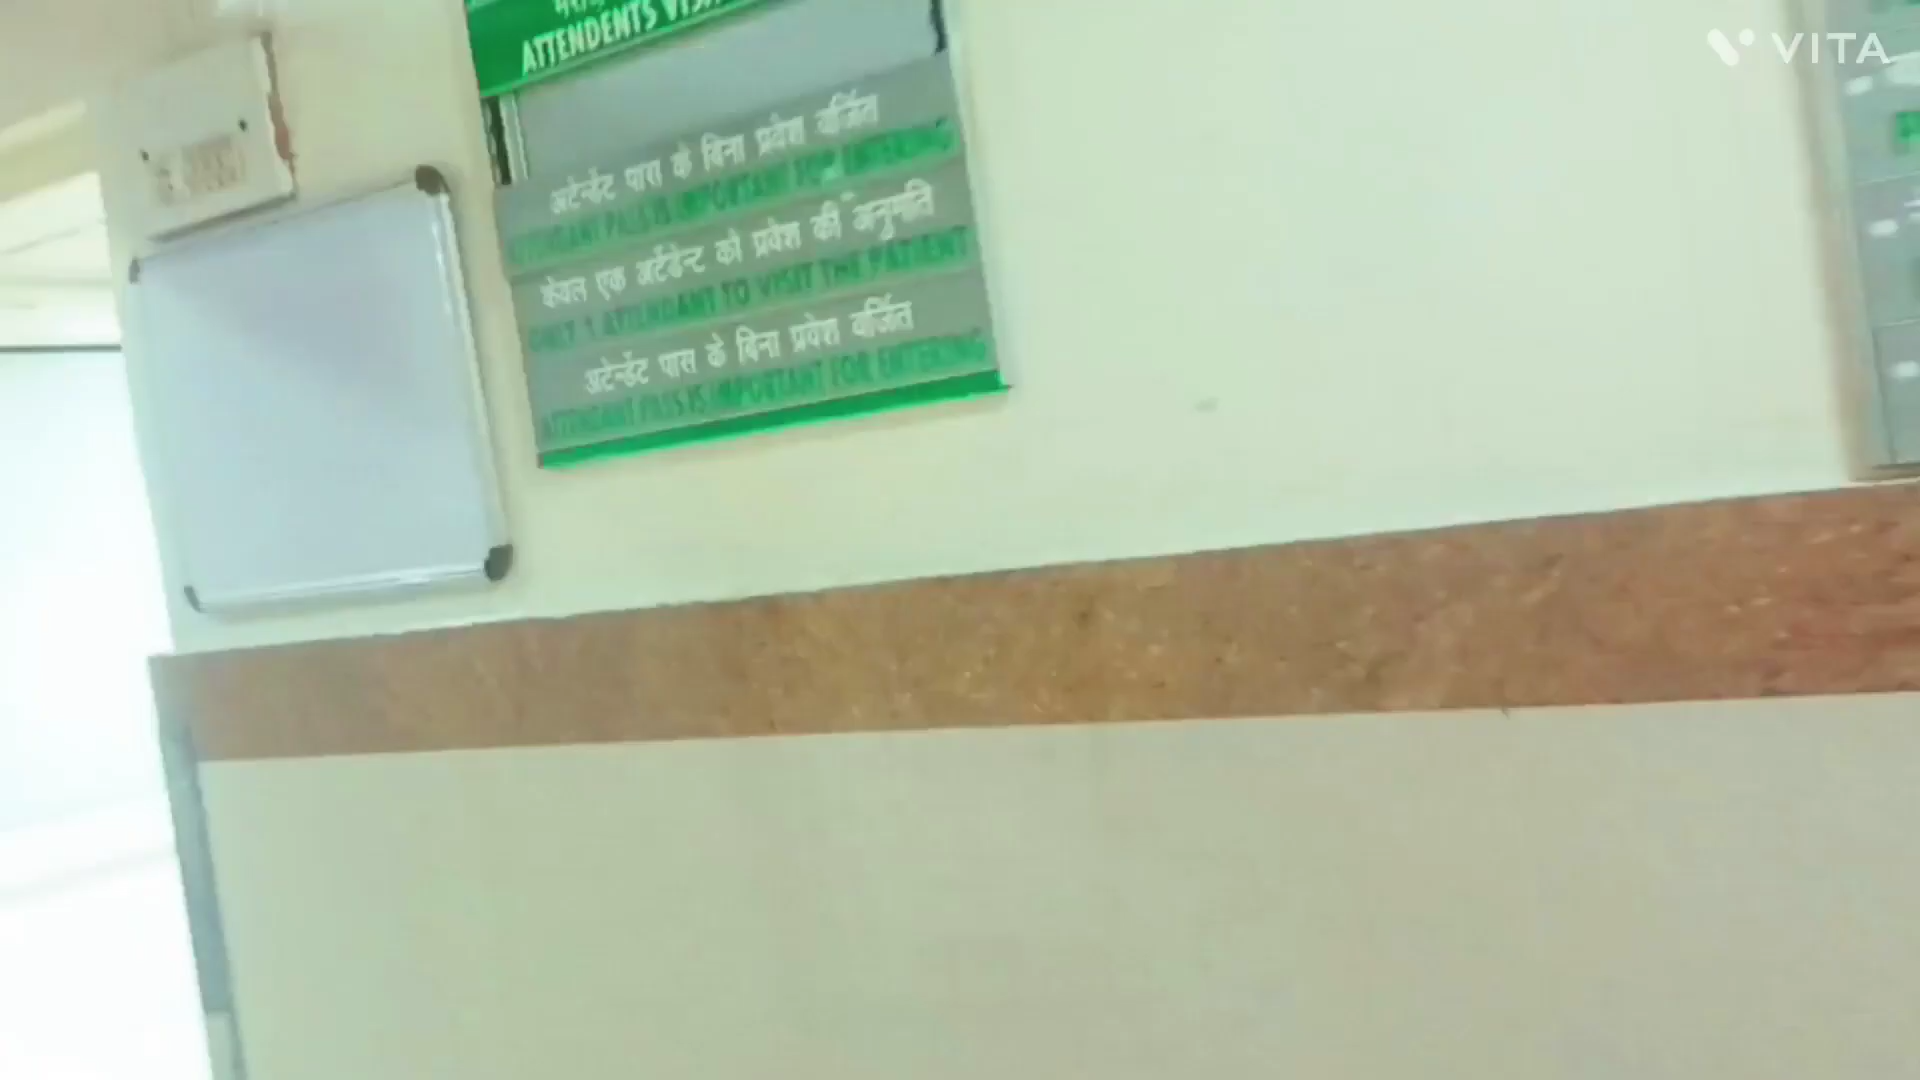 ATTENDENTS
अटेन्डेंट पास के बिना प्रवेश वर्जित
ATTENDANT PASS IS IMPORTANT FOR ENTERING
केवल एक अटेंडेन्ट को प्रवेश की अनुमति
ONLY 1 ATTENDANT TO VISIT THE PATIENT
अटेन्डेंट पास के बिना प्रवेश वर्जित
ATTENDANT PASS IS IMPORTANT FOR ENTERING
VITA